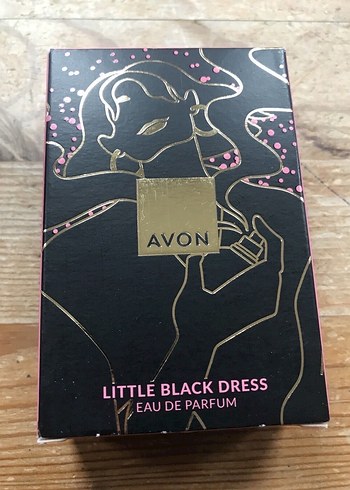 AVON
LITTLE BLACK DRESS
EAU DE PARFUM